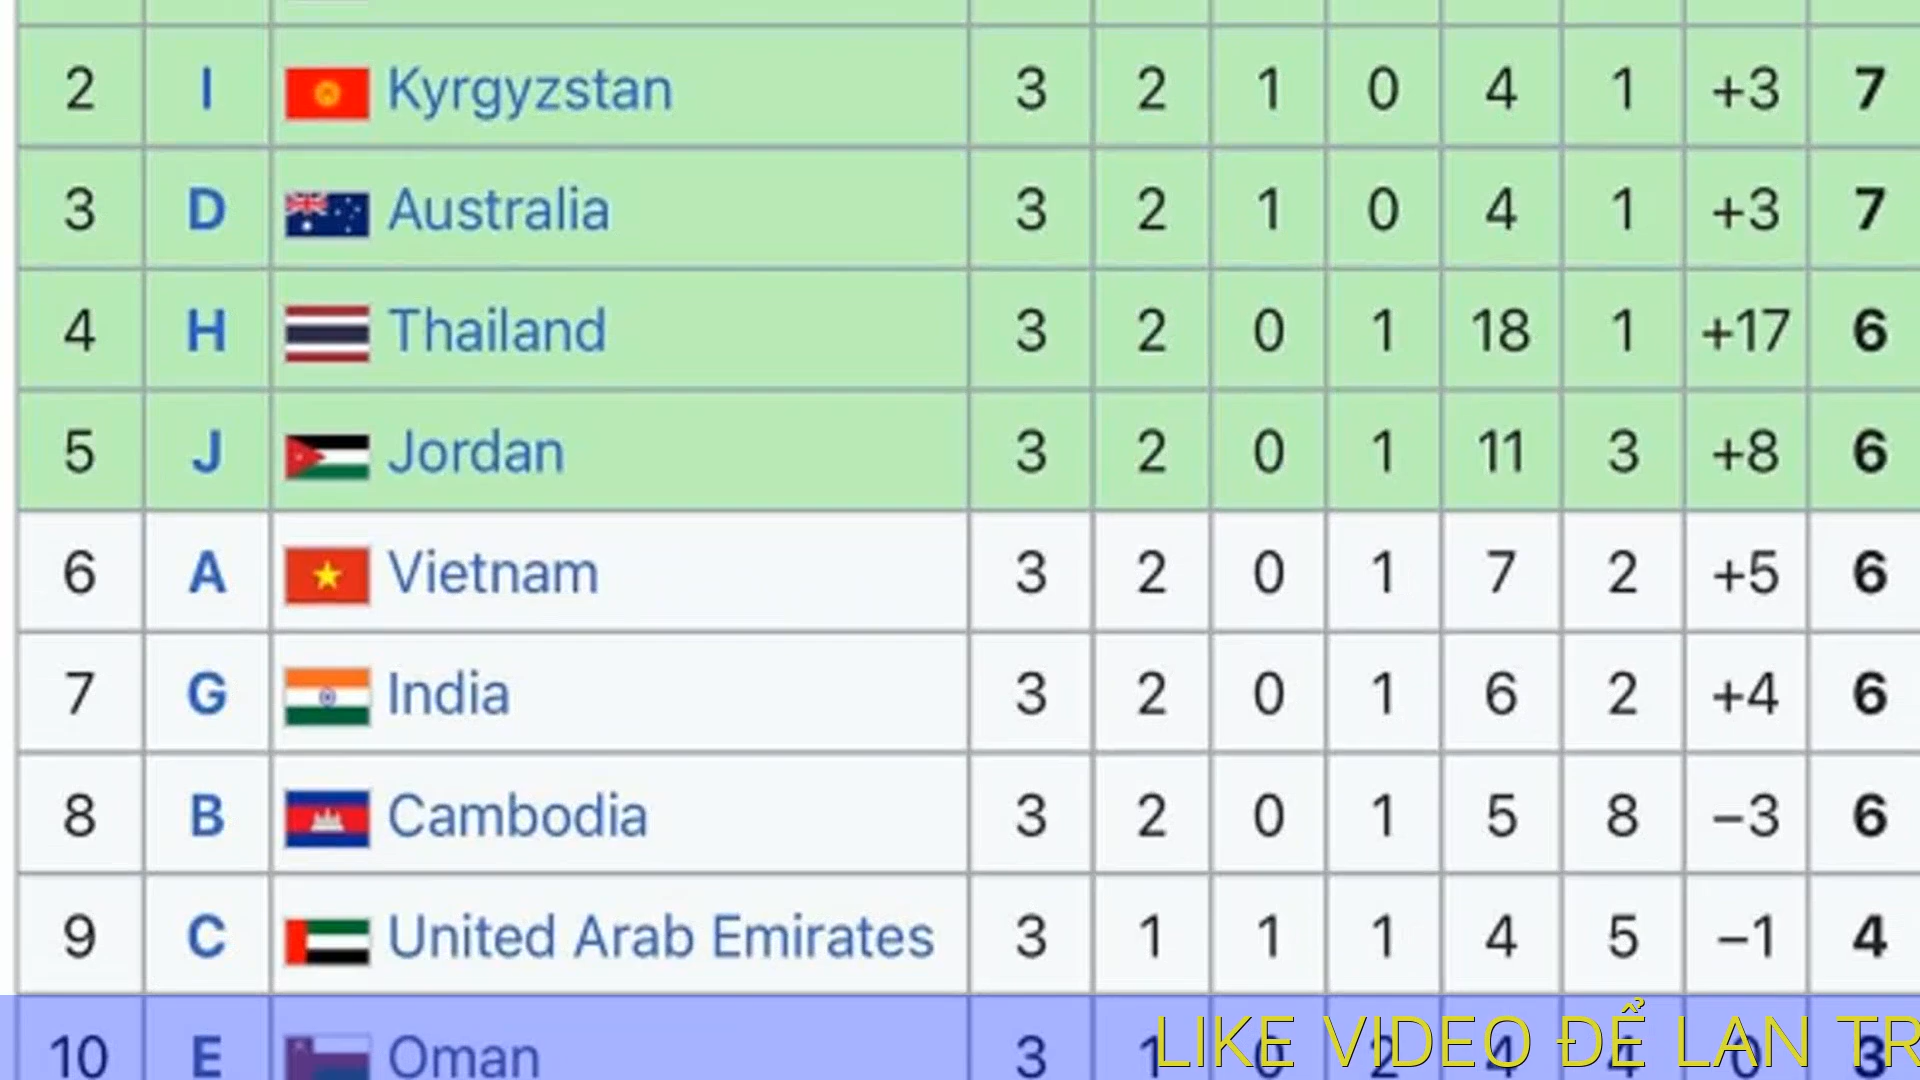 2 I Kyrgyzstan 3 2 1 0 4 1 +3 7
3 D Australia 3 2 1 0 4 1 +3 7
4 H Thailand 3 2 0 1 18 1 +17 6
5 J Jordan 3 2 0 1 11 3 +8 6
6 A Vietnam 3 2 0 1 7 2 +5 6
7 G India 3 2 0 1 6 2 +4 6
8 B Cambodia 3 2 0 1 5 8 −3 6
9 C United Arab Emirates 3 1 1 1 4 5 −1 4
10 E Oman 3 1 0 2 4 4 0 3
LIKE VIDEO ĐỂ LAN TR